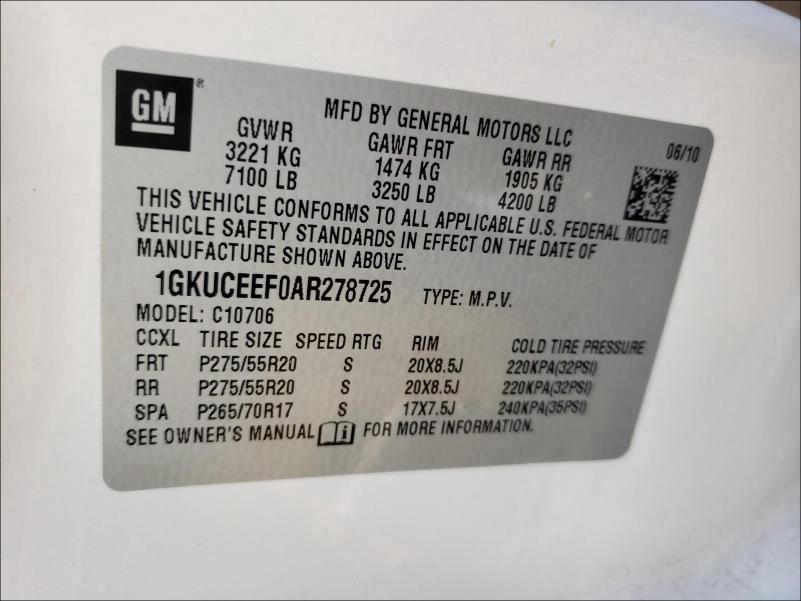 GM ®
MFD BY GENERAL MOTORS LLC
06/10
GVWR GAWR FRT GAWR RR
3221 KG 1474 KG 1905 KG
7100 LB 3250 LB 4200 LB
THIS VEHICLE CONFORMS TO ALL APPLICABLE U.S. FEDERAL MOTOR
VEHICLE SAFETY STANDARDS IN EFFECT ON THE DATE OF
MANUFACTURE SHOWN ABOVE.
1GKUCEEF0AR278725 TYPE: M.P.V.
MODEL: C10706
CCXL TIRE SIZE SPEED RTG RIM COLD TIRE PRESSURE
FRT P275/55R20 S 20X8.5J 220KPA(32PSI)
RR P275/55R20 S 20X8.5J 220KPA(32PSI)
SPA P265/70R17 S 17X7.5J 240KPA(35PSI)
SEE OWNER'S MANUAL i FOR MORE INFORMATION.